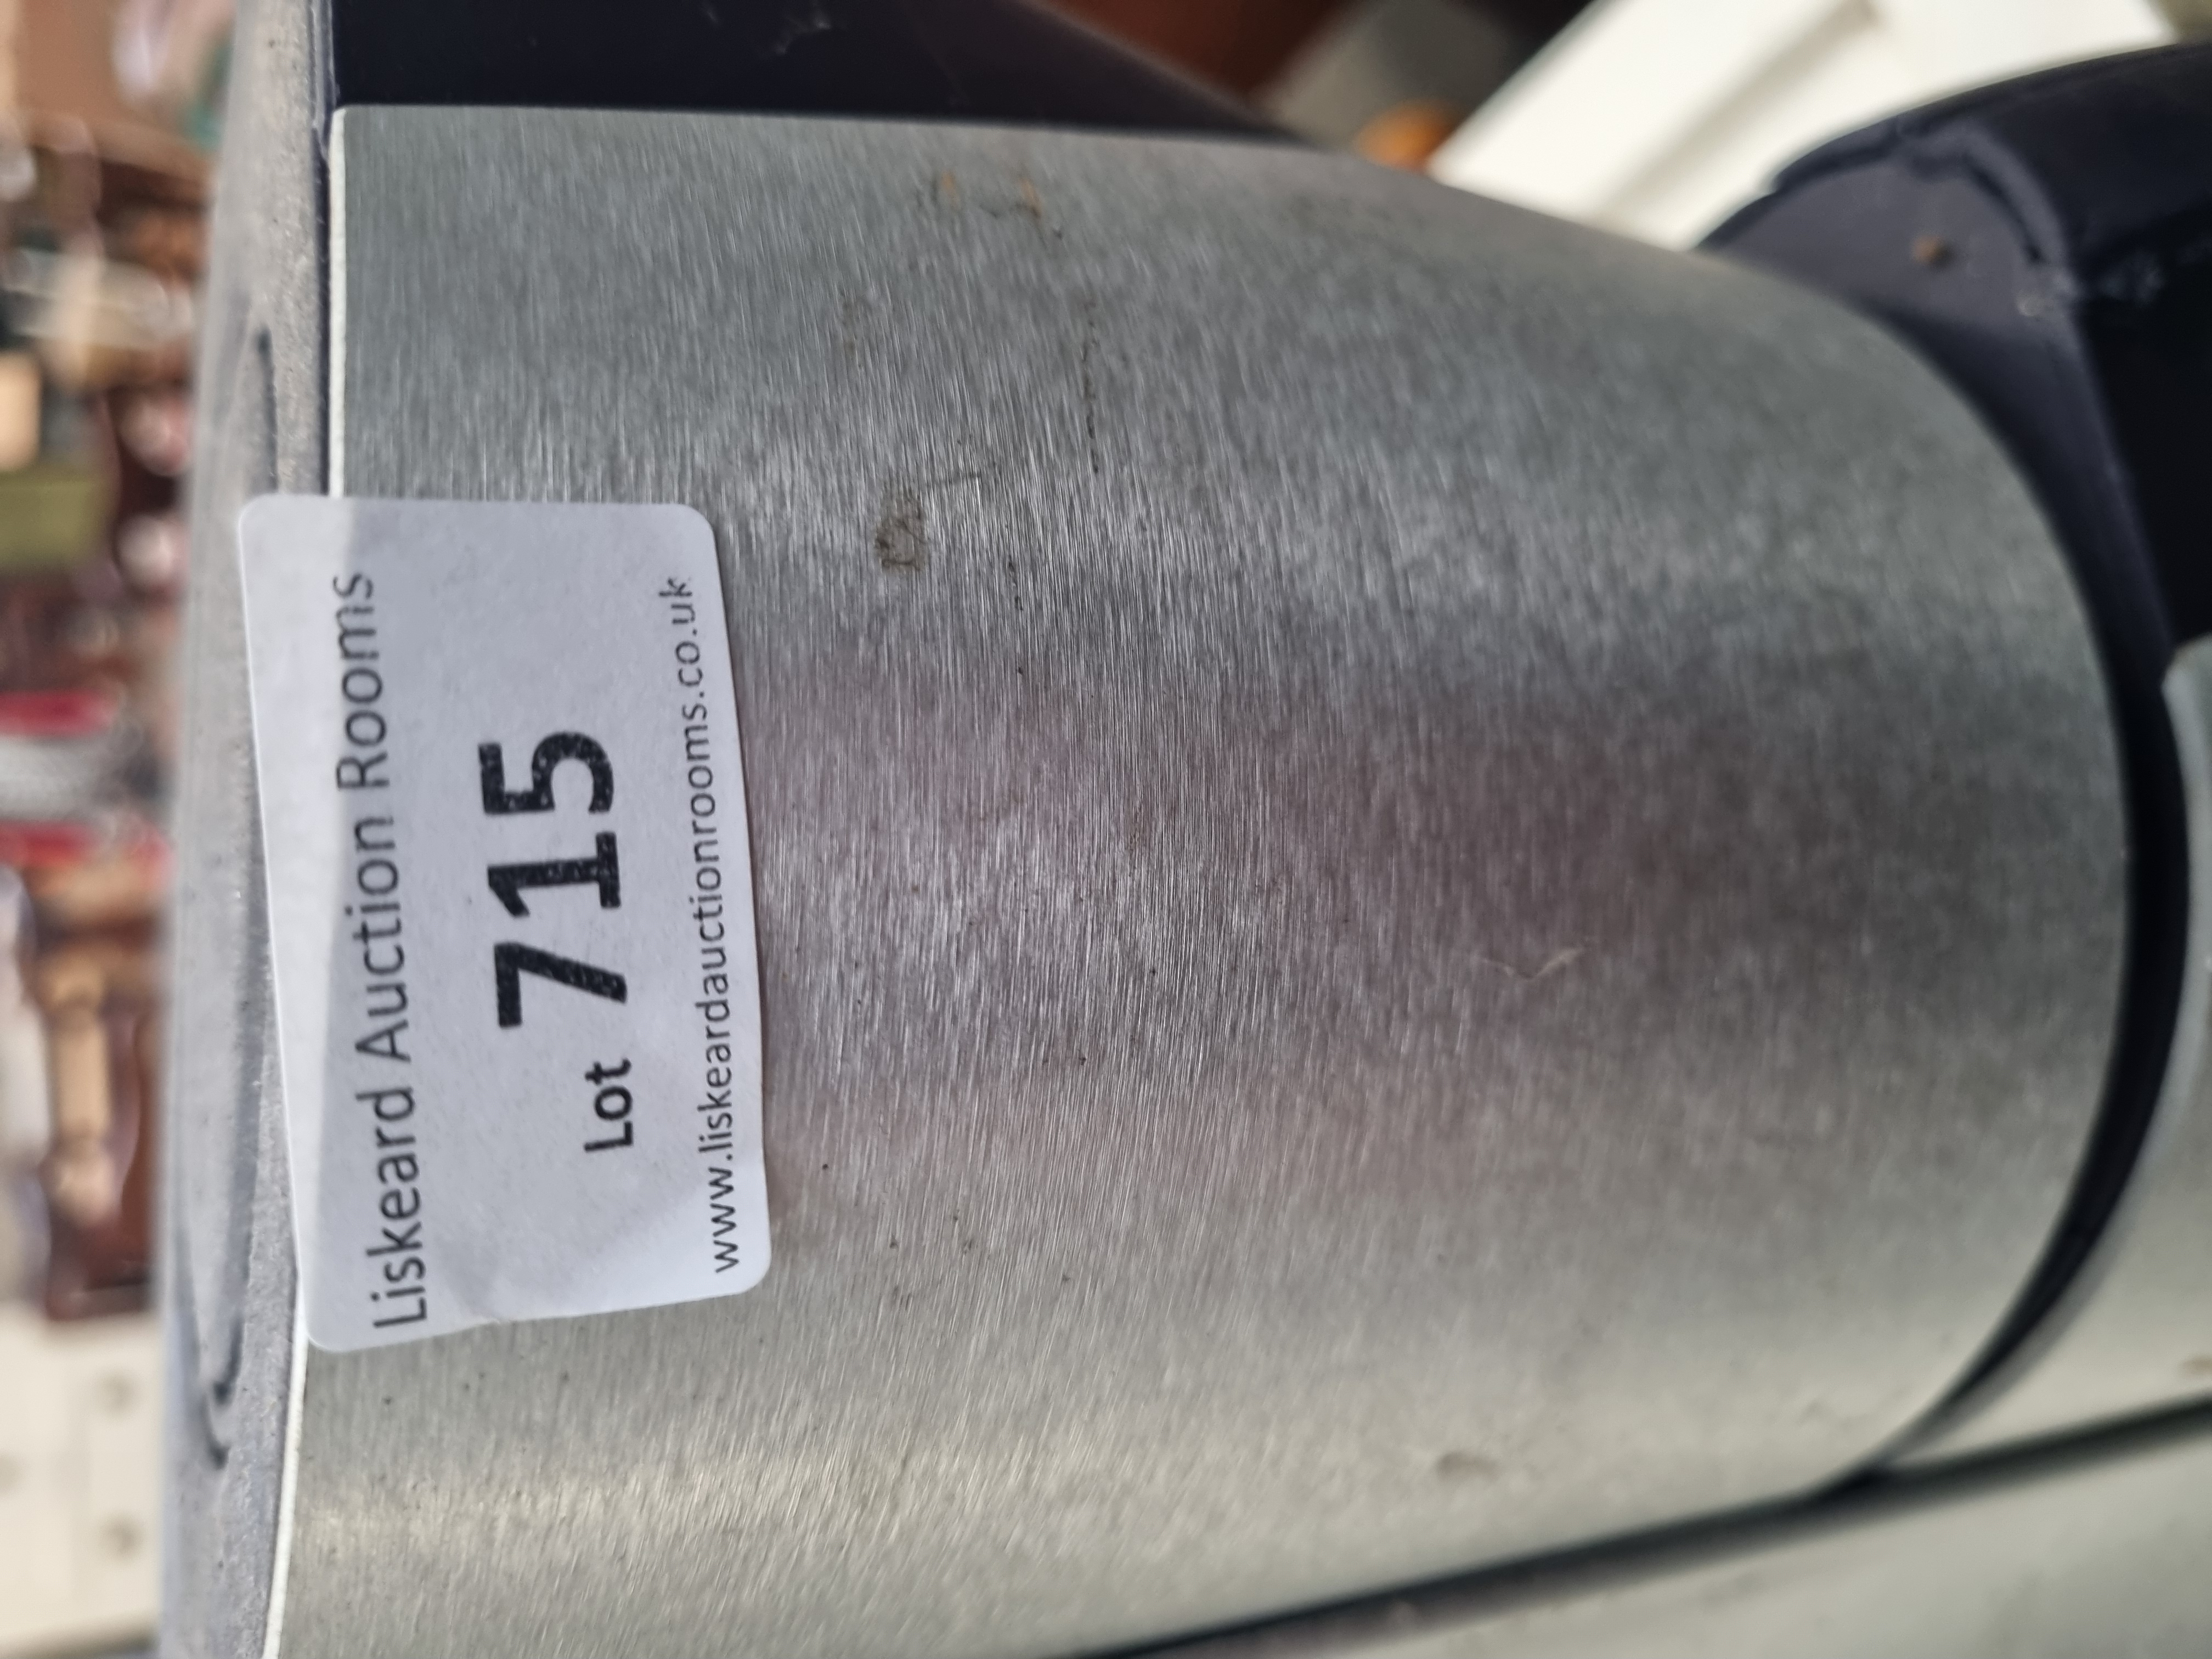 Liskeard Auction Rooms
Lot 715
www.liskeardauctionrooms.co.uk